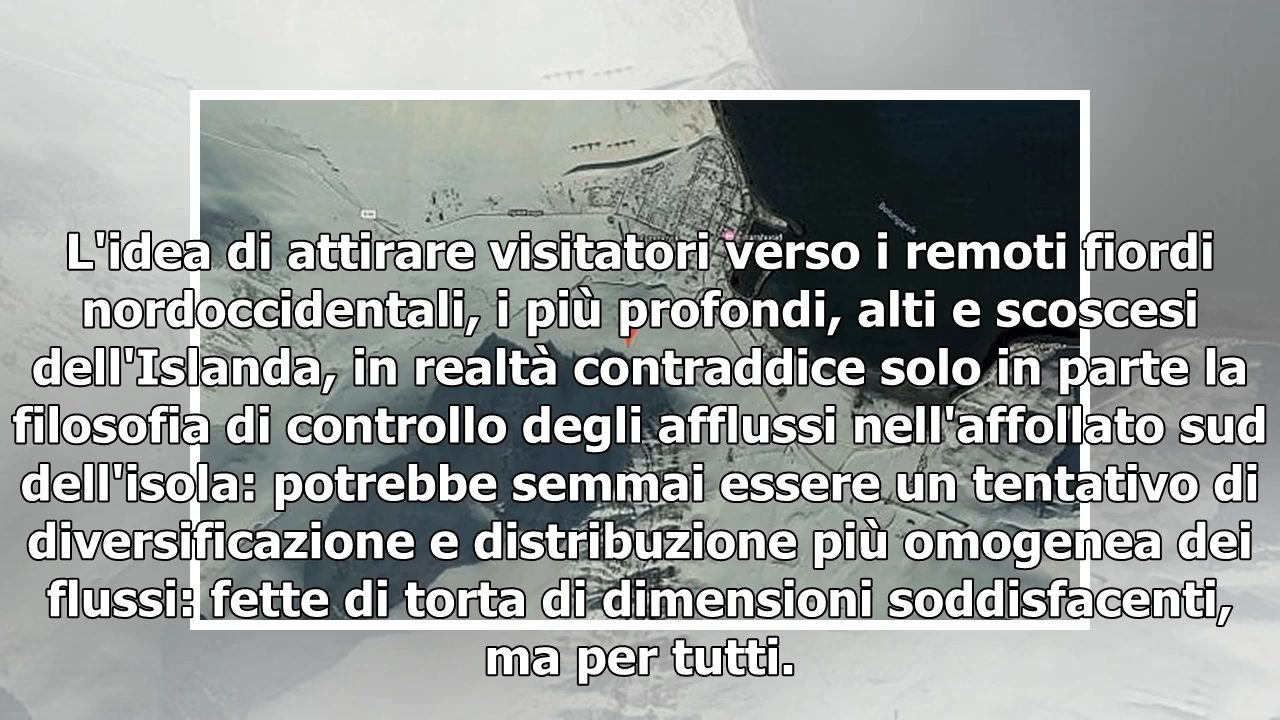 L'idea di attirare visitatori verso i remoti fiordi
nordoccidentali, i più profondi, alti e scoscesi
dell'Islanda, in realtà contraddice solo in parte la
filosofia di controllo degli afflussi nell'affollato sud
dell'isola: potrebbe semmai essere un tentativo di
diversificazione e distribuzione più omogenea dei
flussi: fette di torta di dimensioni soddisfacenti,
ma per tutti.